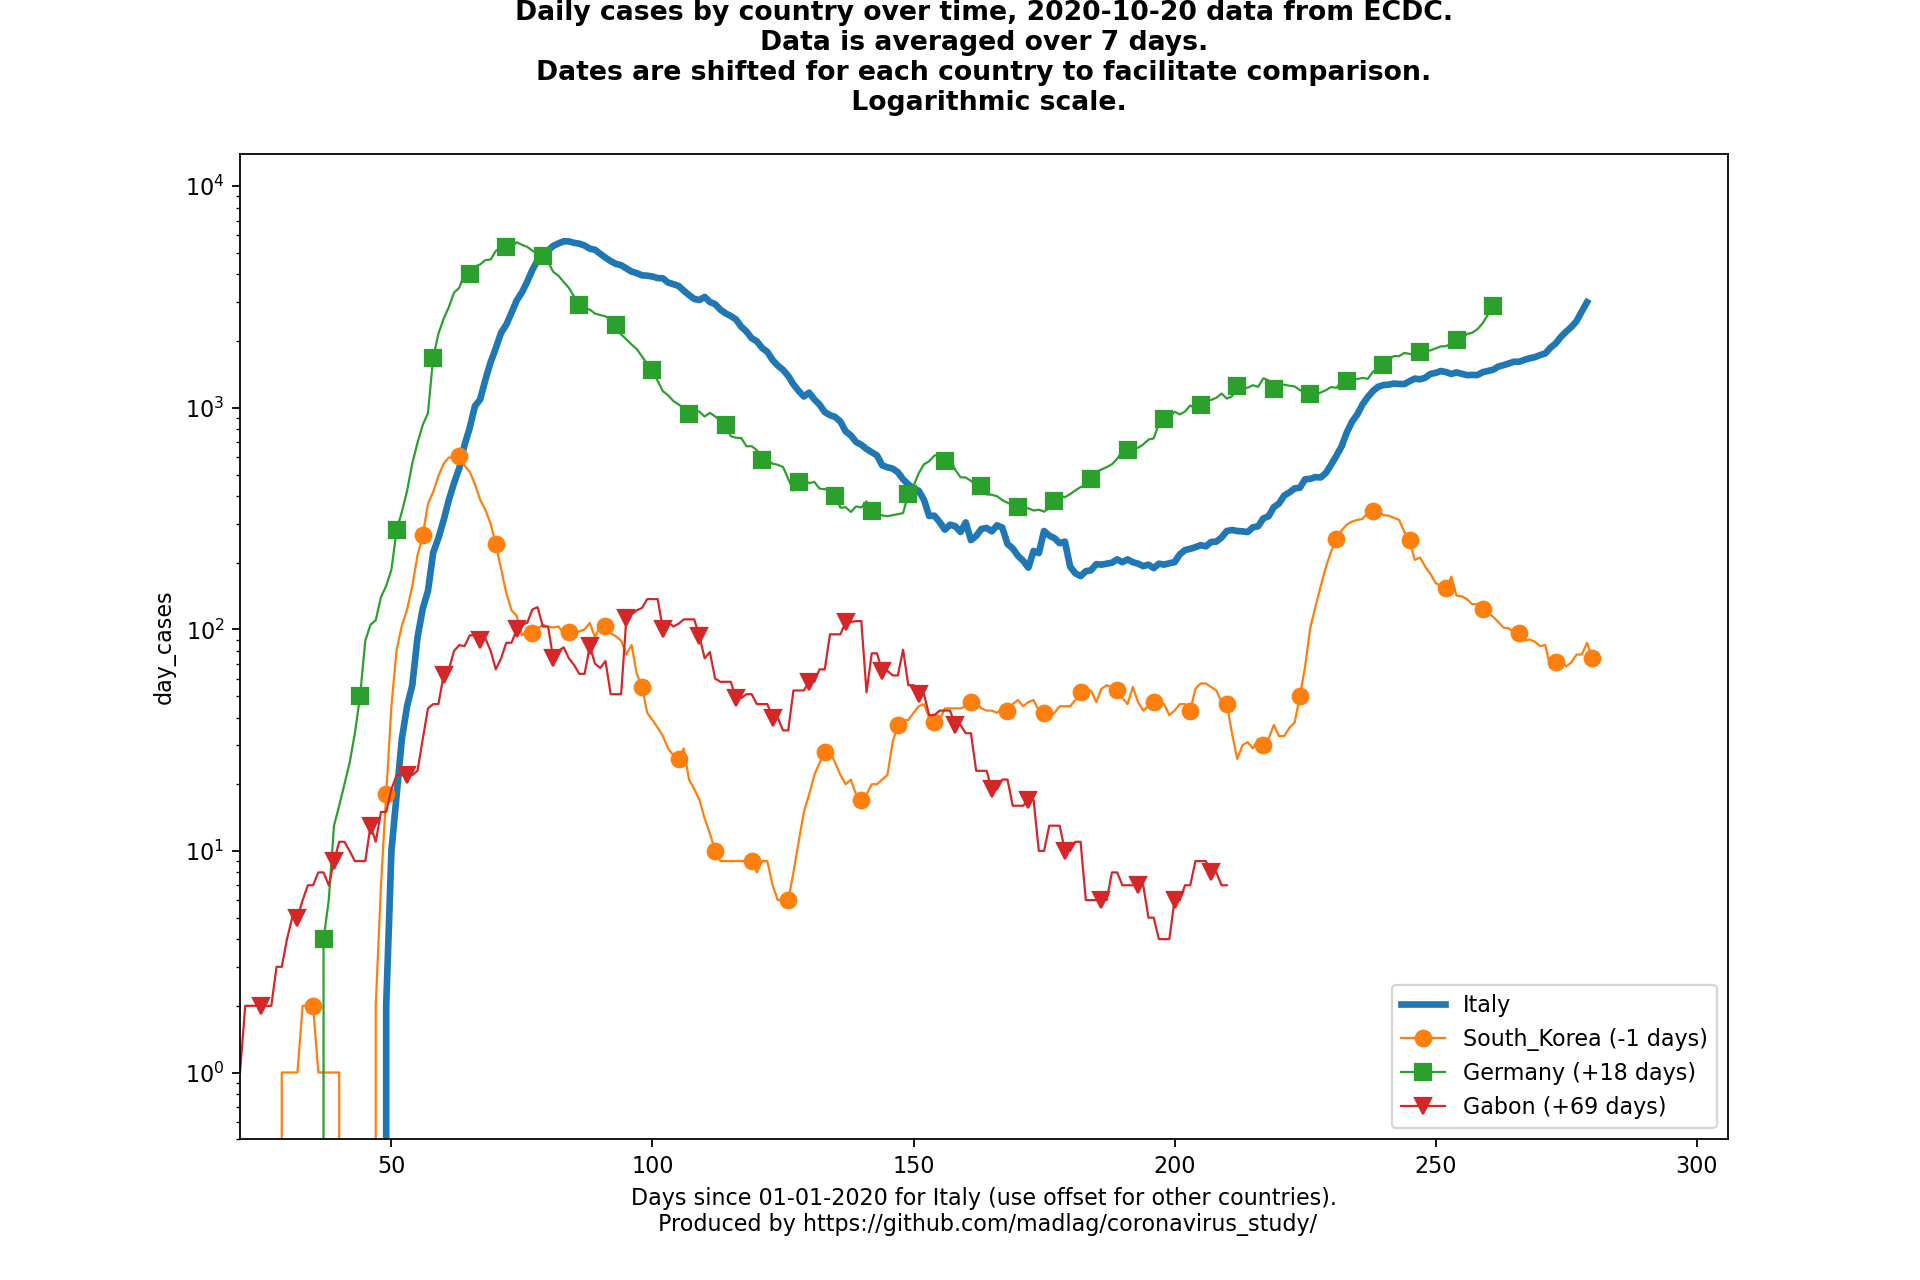 Daily cases by country over time, 2020-10-20 data from ECDC.
Data is averaged over 7 days.
Dates are shifted for each country to facilitate comparison.
Logarithmic scale.
10^4
10^3
10^2
10^1
10^0
day_cases
50 100 150 200 250 300
Italy
South_Korea (-1 days)
Germany (+18 days)
Gabon (+69 days)
Days since 01-01-2020 for Italy (use offset for other countries).
Produced by https://github.com/madlag/coronavirus_study/